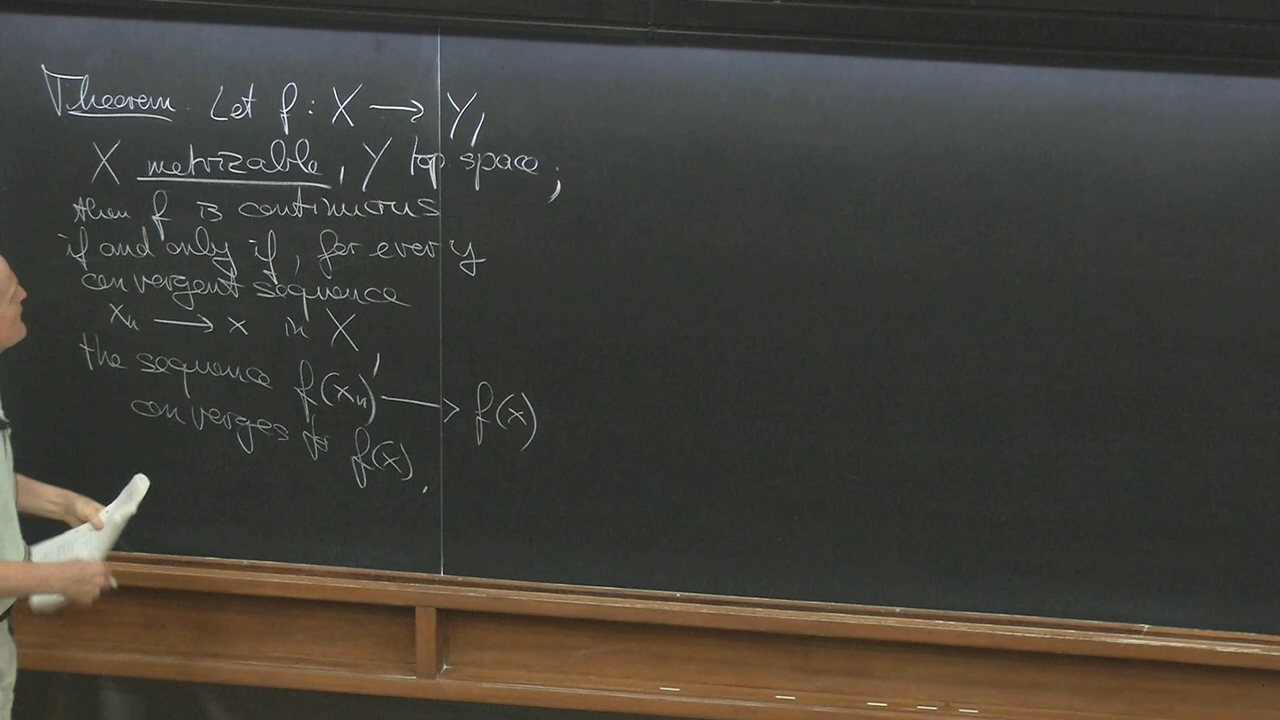 Theorem. Let f : X → Y,
X metrizable, Y top. space;
then f is continuous
if and only if, for every
convergent sequence
xₙ → x in X,
the sequence f(xₙ) → f(x)
converges to f(x).